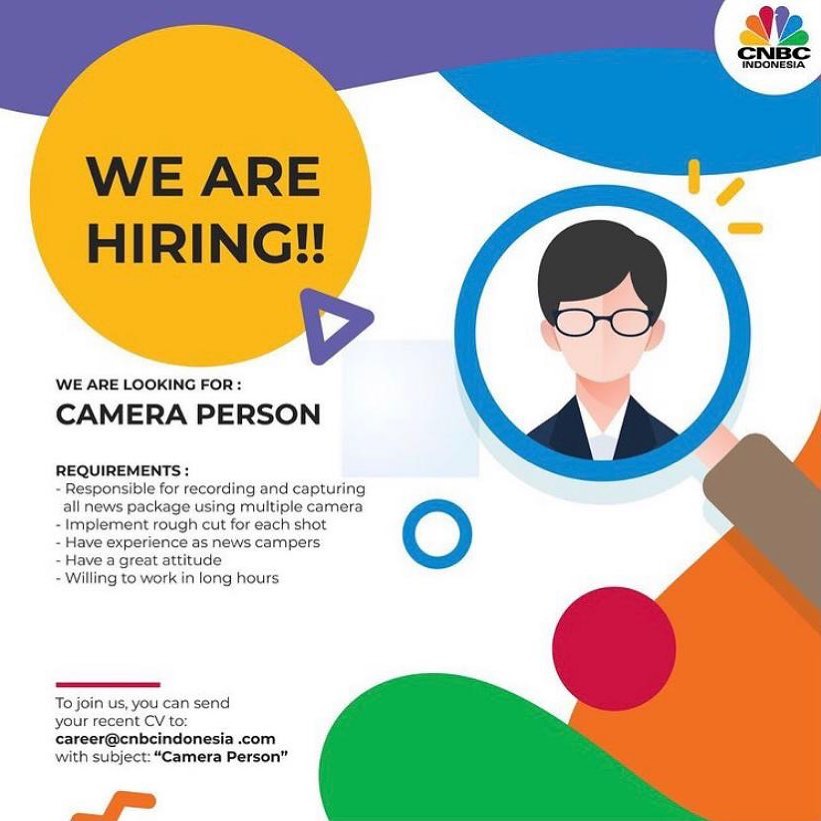 CNBC
INDONESIA
WE ARE
HIRING!!
WE ARE LOOKING FOR :
CAMERA PERSON
REQUIREMENTS :
- Responsible for recording and capturing
all news package using multiple camera
- Implement rough cut for each shot
- Have experience as news campers
- Have a great attitude
- Willing to work in long hours
To join us, you can send
your recent CV to:
career@cnbcindonesia .com
with subject: “Camera Person”